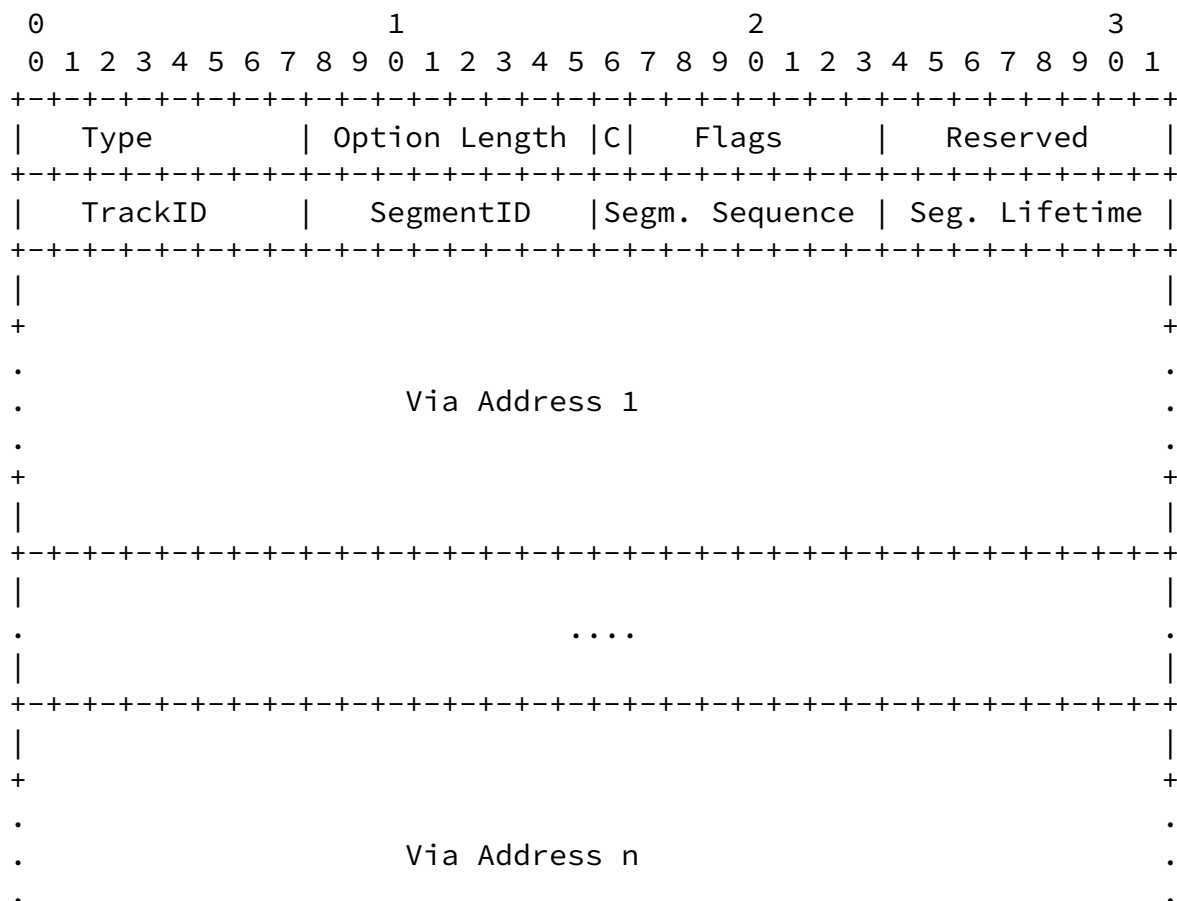 0                   1                   2                   3
 0 1 2 3 4 5 6 7 8 9 0 1 2 3 4 5 6 7 8 9 0 1 2 3 4 5 6 7 8 9 0 1
+-+-+-+-+-+-+-+-+-+-+-+-+-+-+-+-+-+-+-+-+-+-+-+-+-+-+-+-+-+-+-+-+
|   Type        | Option Length |C|   Flags     |   Reserved    |
+-+-+-+-+-+-+-+-+-+-+-+-+-+-+-+-+-+-+-+-+-+-+-+-+-+-+-+-+-+-+-+-+
|   TrackID     |   SegmentID   |Segm. Sequence | Seg. Lifetime |
+-+-+-+-+-+-+-+-+-+-+-+-+-+-+-+-+-+-+-+-+-+-+-+-+-+-+-+-+-+-+-+-+
|                                                               |
+                                                               +
.                                                               .
.                     Via Address 1                             .
.                                                               .
+                                                               +
|                                                               |
+-+-+-+-+-+-+-+-+-+-+-+-+-+-+-+-+-+-+-+-+-+-+-+-+-+-+-+-+-+-+-+-+
|                                                               |
.                              ....                             .
|                                                               |
+-+-+-+-+-+-+-+-+-+-+-+-+-+-+-+-+-+-+-+-+-+-+-+-+-+-+-+-+-+-+-+-+
|                                                               |
+                                                               +
.                                                               .
.                     Via Address n                             .
.                                                               .